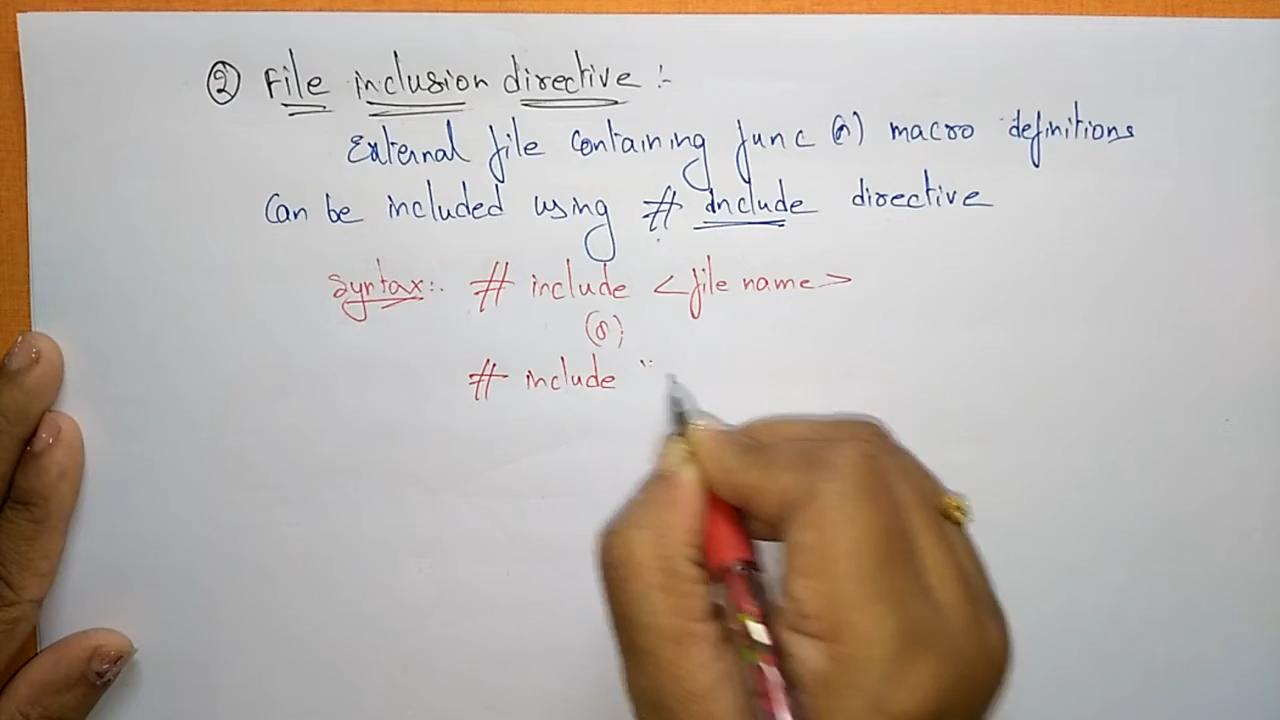 ② File inclusion directive :-
External file containing func (or) macro definitions
Can be included using # include directive
Syntax:- # include <file name>
(or)
# include "